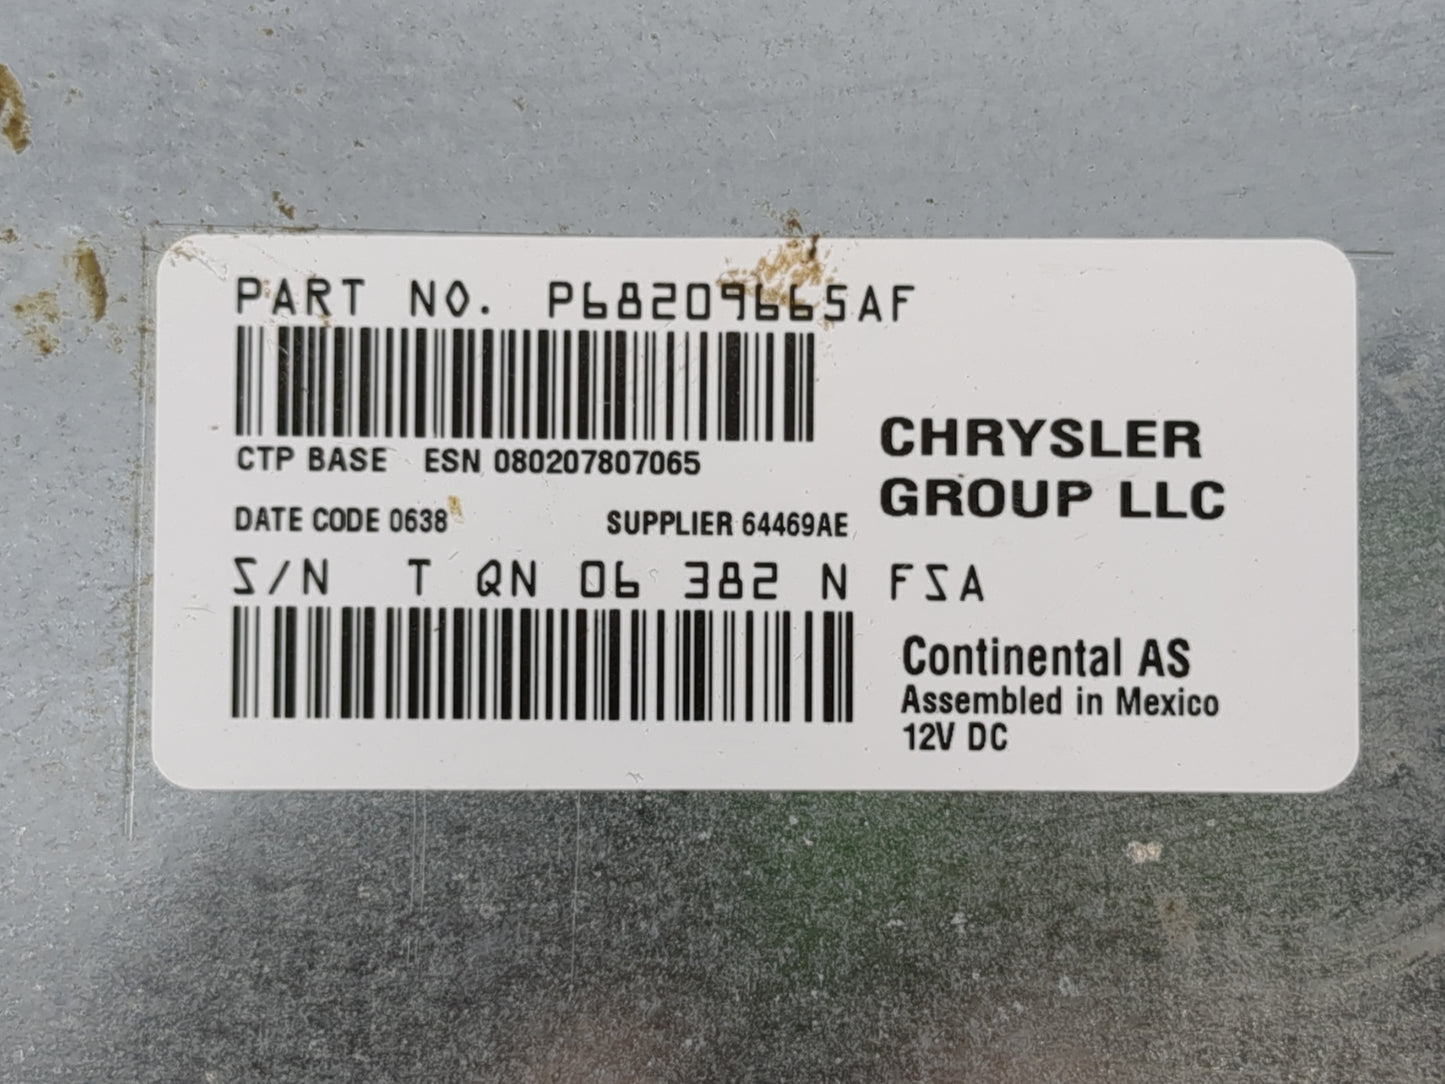 PART NO. P68209665AF
CTP BASE ESN 080207807065
CHRYSLER
GROUP LLC
DATE CODE 0638 SUPPLIER 64469AE
S/N T QN 06 382 N FSA
Continental AS
Assembled in Mexico
12V DC